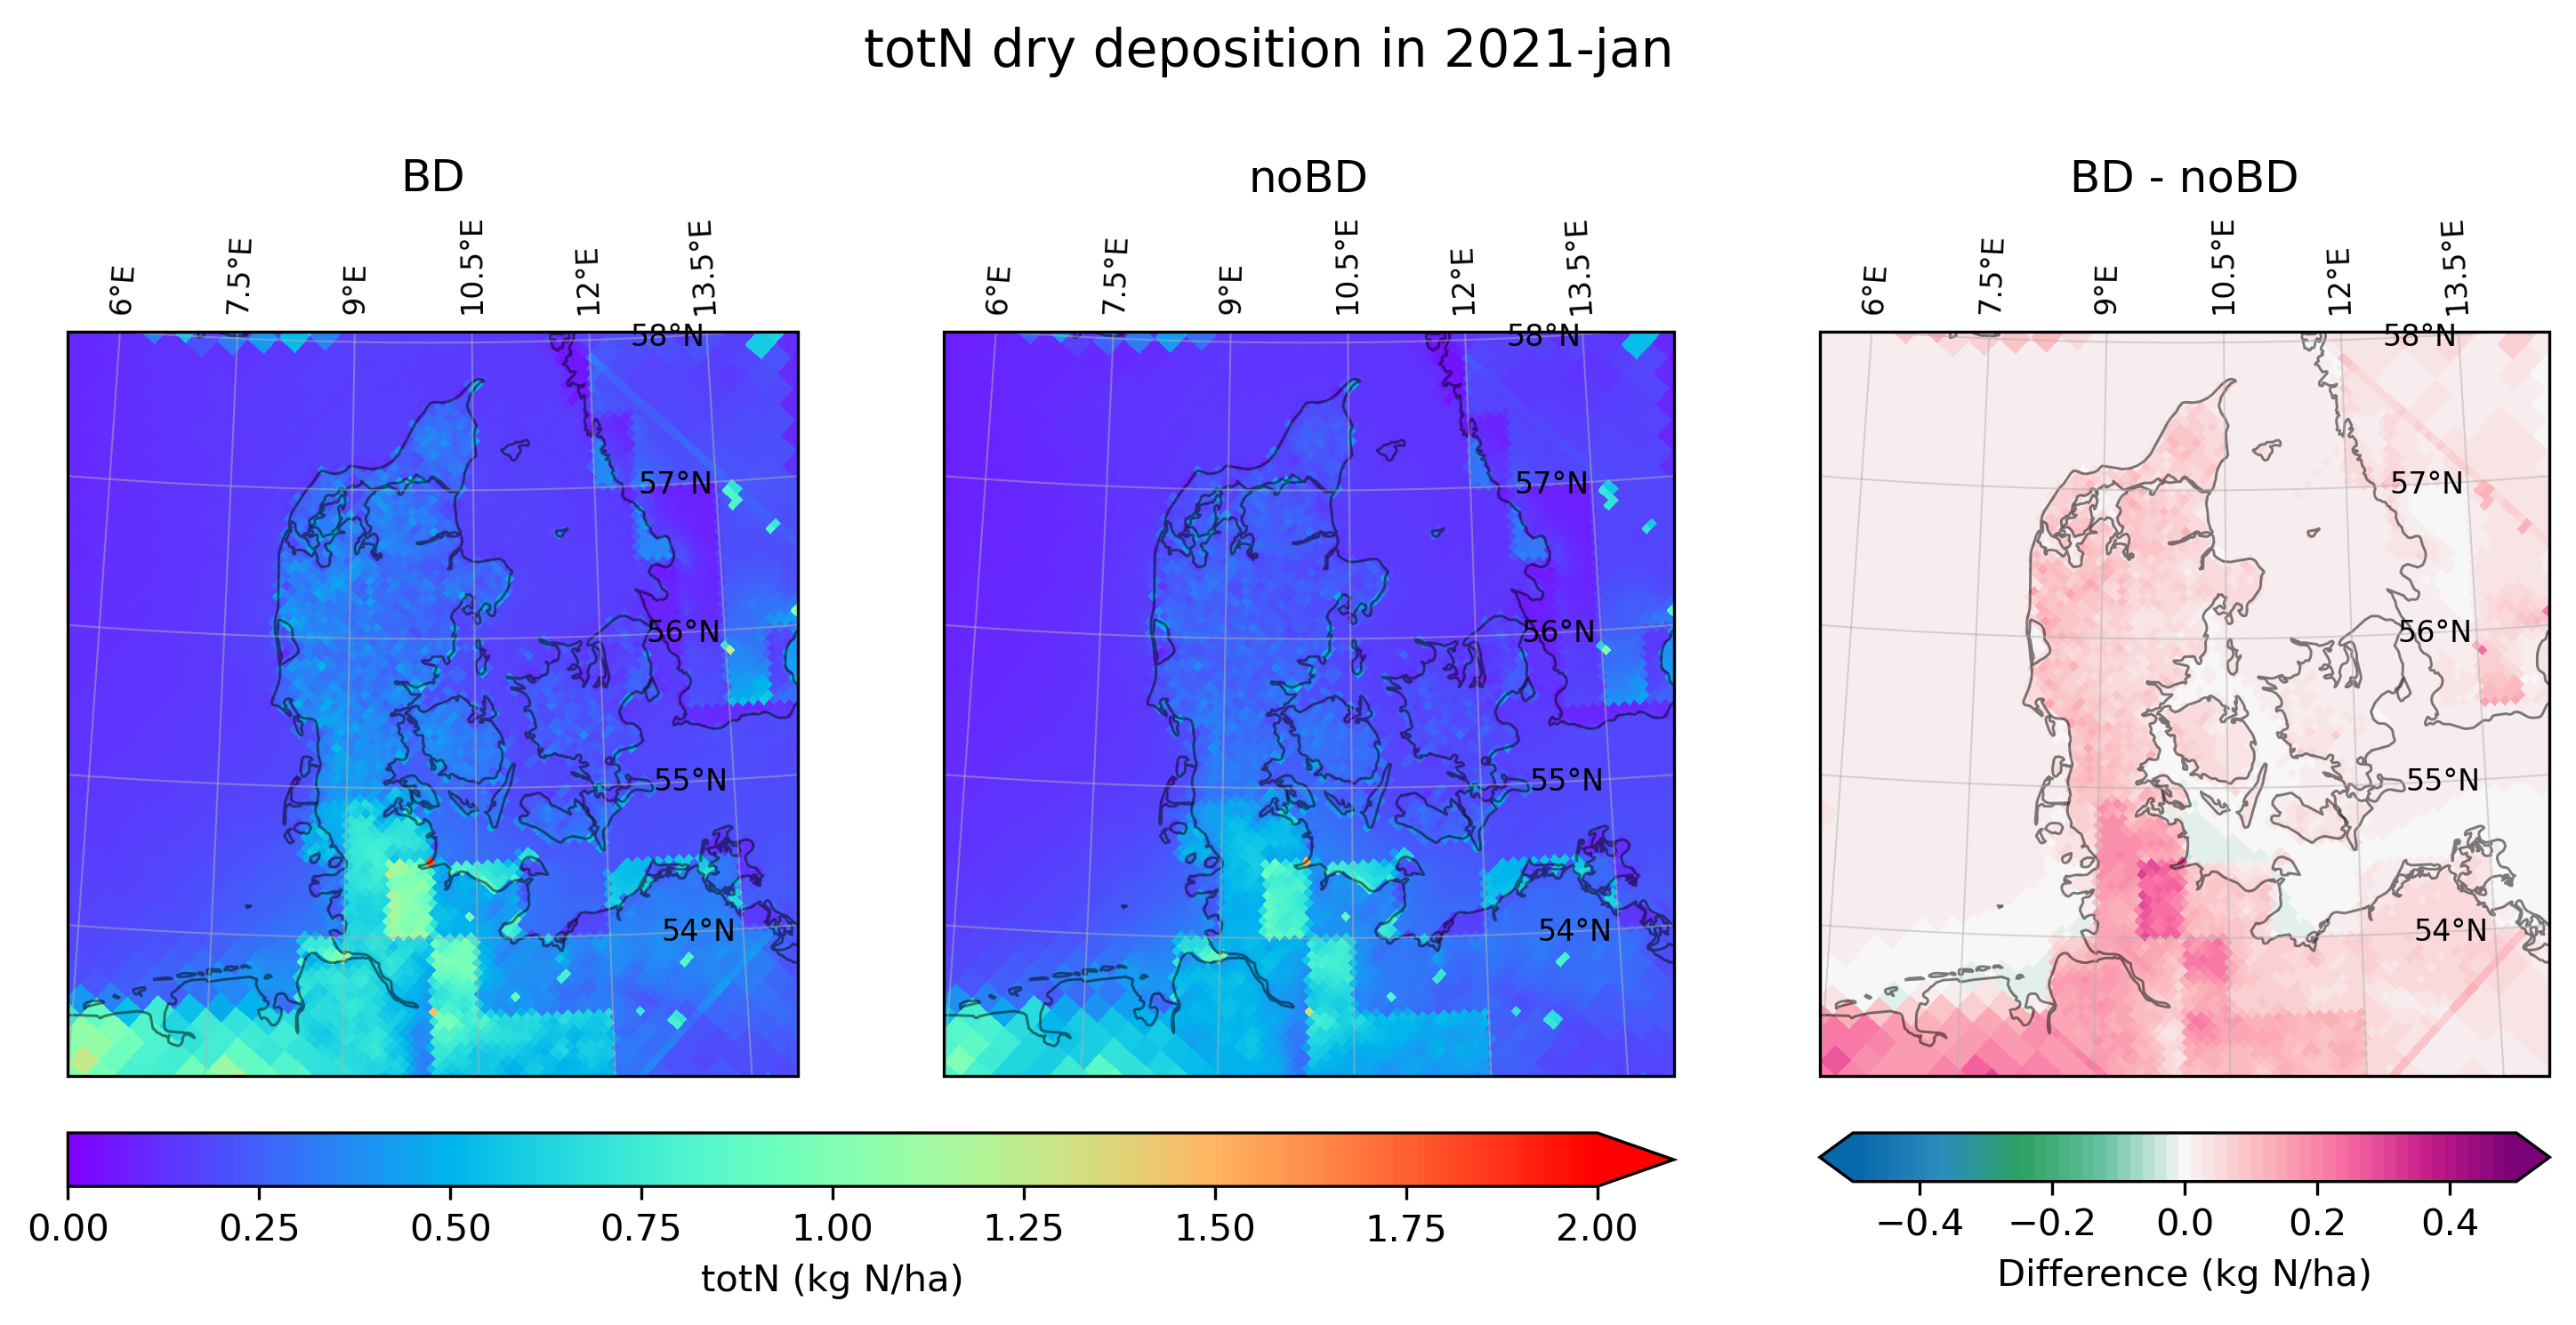 totN dry deposition in 2021-jan
BD
noBD
BD - noBD
6°E 7.5°E 9°E 10.5°E 12°E 13.5°E
6°E 7.5°E 9°E 10.5°E 12°E 13.5°E
6°E 7.5°E 9°E 10.5°E 12°E 13.5°E
58°N 58°N 58°N
57°N 57°N 57°N
56°N 56°N 56°N
55°N 55°N 55°N
54°N 54°N 54°N
0.00 0.25 0.50 0.75 1.00 1.25 1.50 1.75 2.00
totN (kg N/ha)
−0.4 −0.2 0.0 0.2 0.4
Difference (kg N/ha)